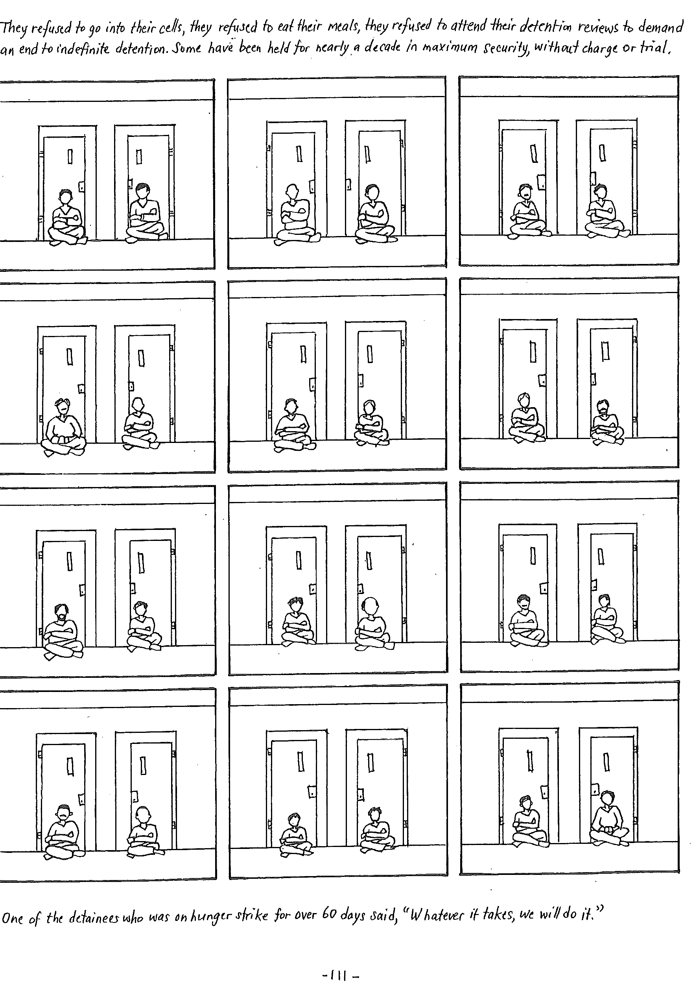 They refused to go into their cells, they refused to eat their meals, they refused to attend their detention reviews to demand
an end to indefinite detention. Some have been held for nearly a decade in maximum security, without charge or trial.
One of the detainees who was on hunger strike for over 60 days said, "Whatever it takes, we will do it."
-111-